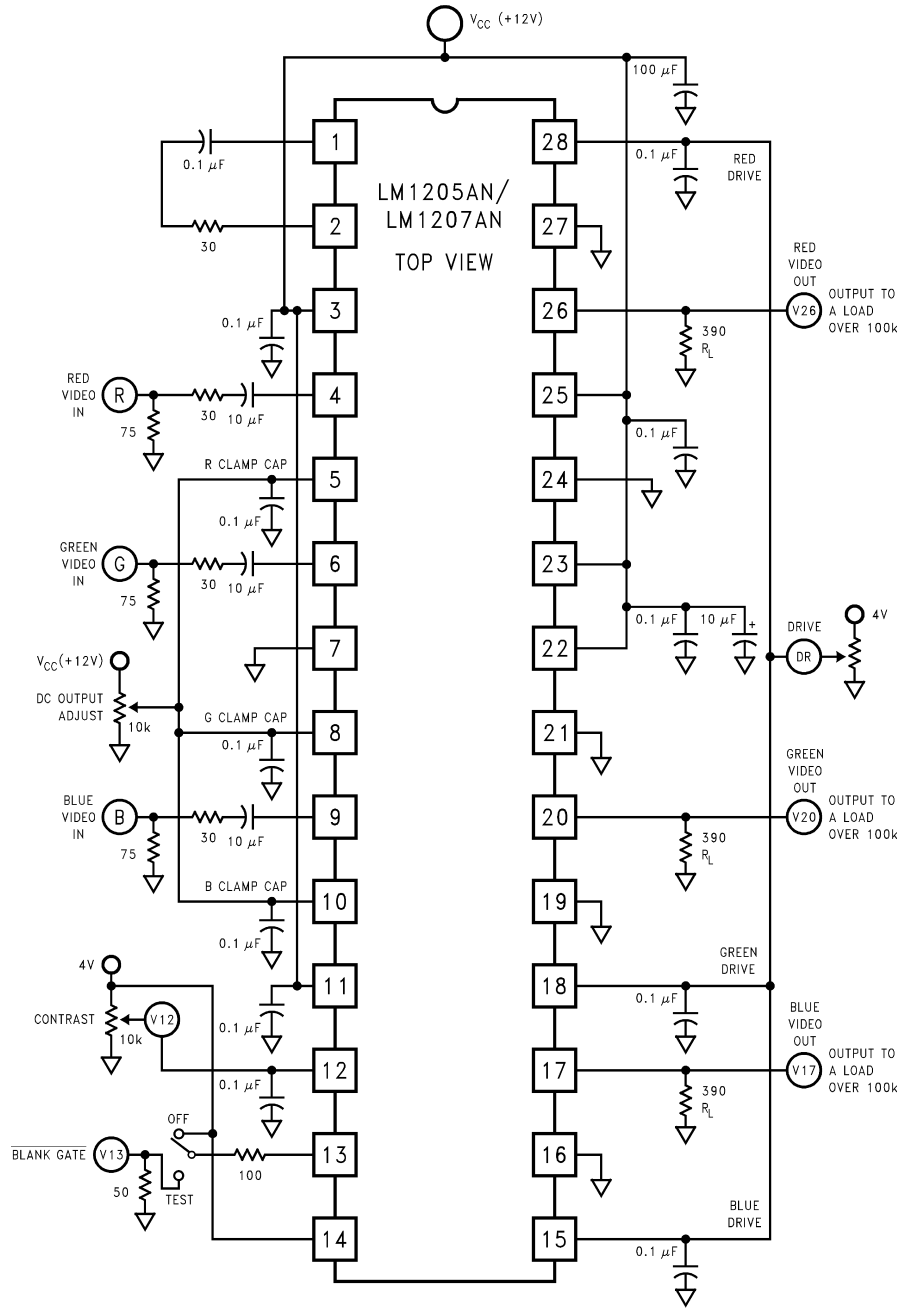 V_CC (+12V)
100 µF
1
28
0.1 µF
0.1 µF
RED
DRIVE
LM1205AN/
LM1207AN
TOP VIEW
2
27
30
RED
VIDEO
OUT
3
26
V26
OUTPUT TO
A LOAD
OVER 100k
0.1 µF
390
R_L
RED
VIDEO
IN
R
30
10 µF
75
4
25
0.1 µF
R CLAMP CAP
5
24
0.1 µF
GREEN
VIDEO
IN
G
30
10 µF
75
6
23
0.1 µF
10 µF
+
7
22
DRIVE
DR
4V
V_CC(+12V)
DC OUTPUT
ADJUST
10k
G CLAMP CAP
8
21
0.1 µF
GREEN
VIDEO
OUT
BLUE
VIDEO
IN
B
30
10 µF
75
9
20
V20
OUTPUT TO
A LOAD
OVER 100k
390
R_L
B CLAMP CAP
10
19
0.1 µF
4V
GREEN
DRIVE
11
18
0.1 µF
0.1 µF
CONTRAST
10k
V12
BLUE
VIDEO
OUT
12
17
V17
OUTPUT TO
A LOAD
OVER 100k
0.1 µF
390
R_L
OFF
BLANK GATE
V13
50
TEST
100
13
16
BLUE
DRIVE
14
15
0.1 µF